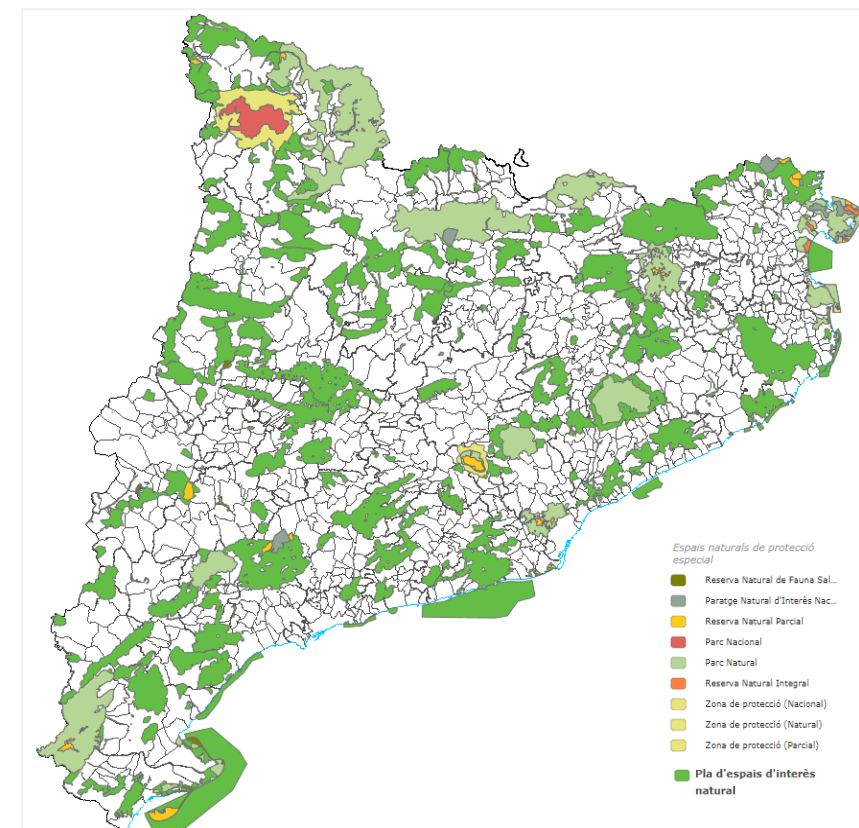 Espais naturals de protecció
especial
Reserva Natural de Fauna Sal...
Paratge Natural d'Interès Nac...
Reserva Natural Parcial
Parc Nacional
Parc Natural
Reserva Natural Integral
Zona de protecció (Nacional)
Zona de protecció (Natural)
Zona de protecció (Parcial)
Pla d'espais d'interès
natural